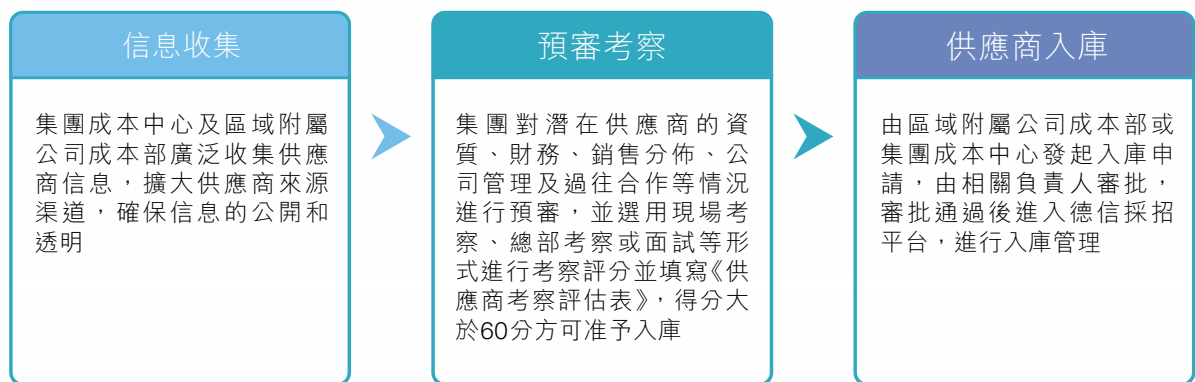 信息收集
集團成本中心及區域附屬
公司成本部廣泛收集供應
商信息，擴大供應商來源
渠道，確保信息的公開和
透明
預審考察
集團對潛在供應商的資
質、財務、銷售分佈、公
司管理及過往合作等情況
進行預審，並選用現場考
察、總部考察或面試等形
式進行考察評分並填寫《供
應商考察評估表》，得分大
於60分方可准予入庫
供應商入庫
由區域附屬公司成本部或
集團成本中心發起入庫申
請，由相關負責人審批，
審批通過後進入德信採招
平台，進行入庫管理